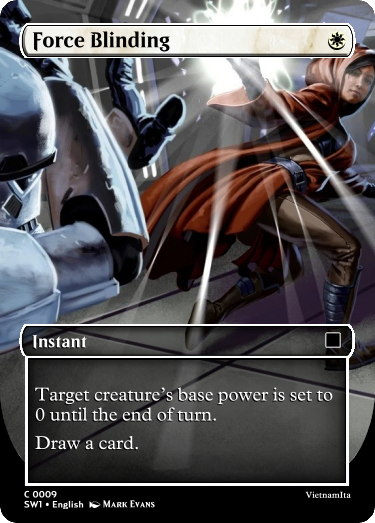 Force Blinding
Instant
Target creature's base power is set to
0 until the end of turn.
Draw a card.
C 0009
SW1 • English Mark Evans
VietnamIta